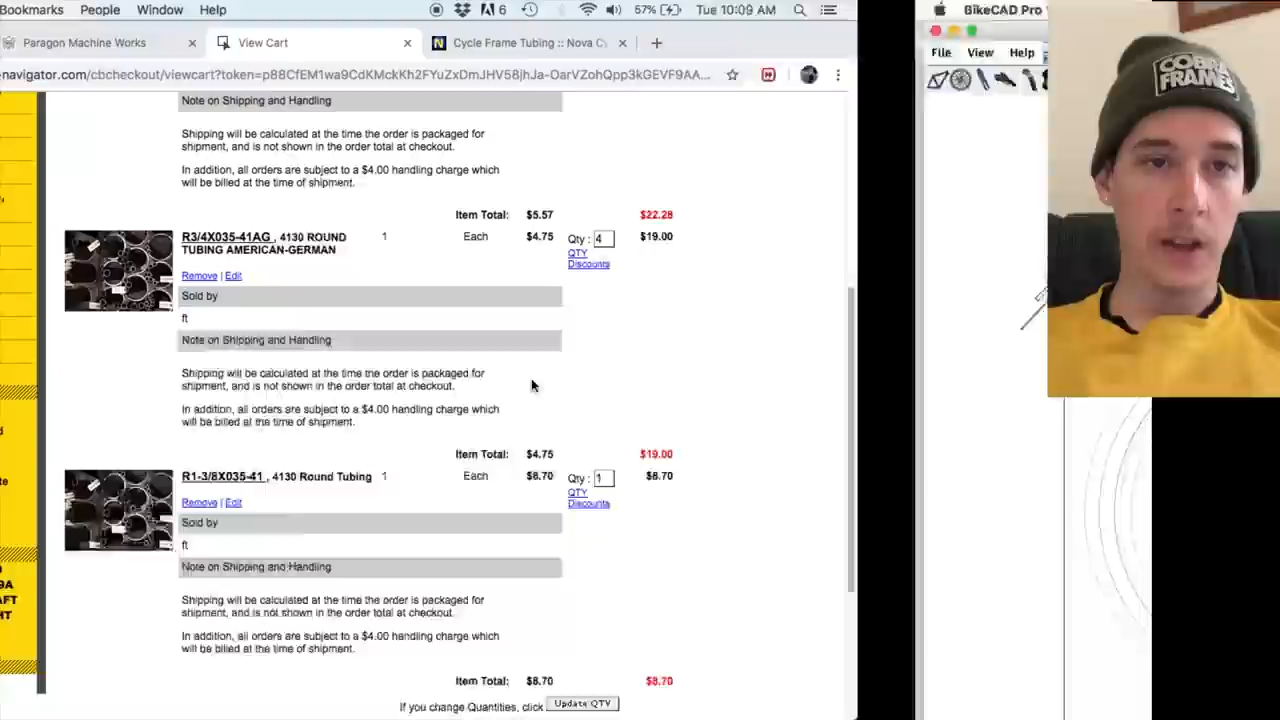 Bookmarks People Window Help 6 57% Tue 10:09 AM BikeCAD Pro
Paragon Machine Works × View Cart × Cycle Frame Tubing :: Nova Cy × +
File View Help
navigator.com/cbcheckout/viewcart?token=p88CfEM1wa9CdKMckKh2FYuZxDmJHV58jhJa-OarVZohQpp3kGEVF9AA...
COBRA
FRAMES
Note on Shipping and Handling
Shipping will be calculated at the time the order is packaged for
shipment, and is not shown in the order total at checkout.
In addition, all orders are subject to a $4.00 handling charge which
will be billed at the time of shipment.
Item Total: $5.57 $22.28
R3/4X035-41AG , 4130 ROUND 1 Each $4.75 Qty : 4 $19.00
TUBING AMERICAN-GERMAN QTY
Discounts
Remove | Edit
Sold by
ft
Note on Shipping and Handling
Shipping will be calculated at the time the order is packaged for
shipment, and is not shown in the order total at checkout.
In addition, all orders are subject to a $4.00 handling charge which
will be billed at the time of shipment.
Item Total: $4.75 $19.00
R1-3/8X035-41 , 4130 Round Tubing 1 Each $8.70 Qty : 1 $8.70
QTY
Discounts
Remove | Edit
Sold by
ft
Note on Shipping and Handling
Shipping will be calculated at the time the order is packaged for
shipment, and is not shown in the order total at checkout.
In addition, all orders are subject to a $4.00 handling charge which
will be billed at the time of shipment.
Item Total: $8.70 $8.70
If you change Quantities, click Update QTY